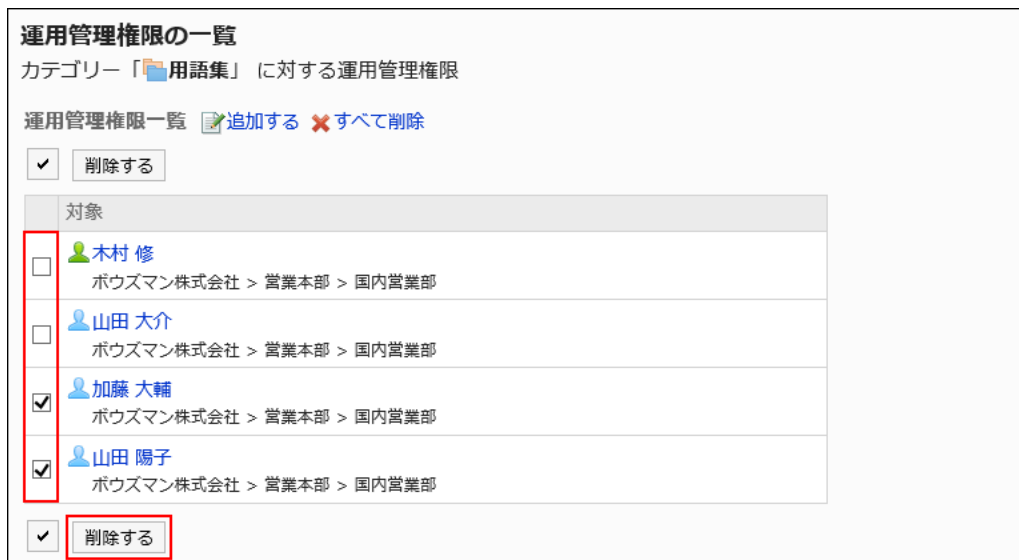 運用管理権限の一覧
カテゴリー「用語集」 に対する運用管理権限
運用管理権限一覧 追加する すべて削除
削除する
対象
木村 修
ボウズマン株式会社 > 営業本部 > 国内営業部
山田 大介
ボウズマン株式会社 > 営業本部 > 国内営業部
加藤 大輔
ボウズマン株式会社 > 営業本部 > 国内営業部
山田 陽子
ボウズマン株式会社 > 営業本部 > 国内営業部
削除する